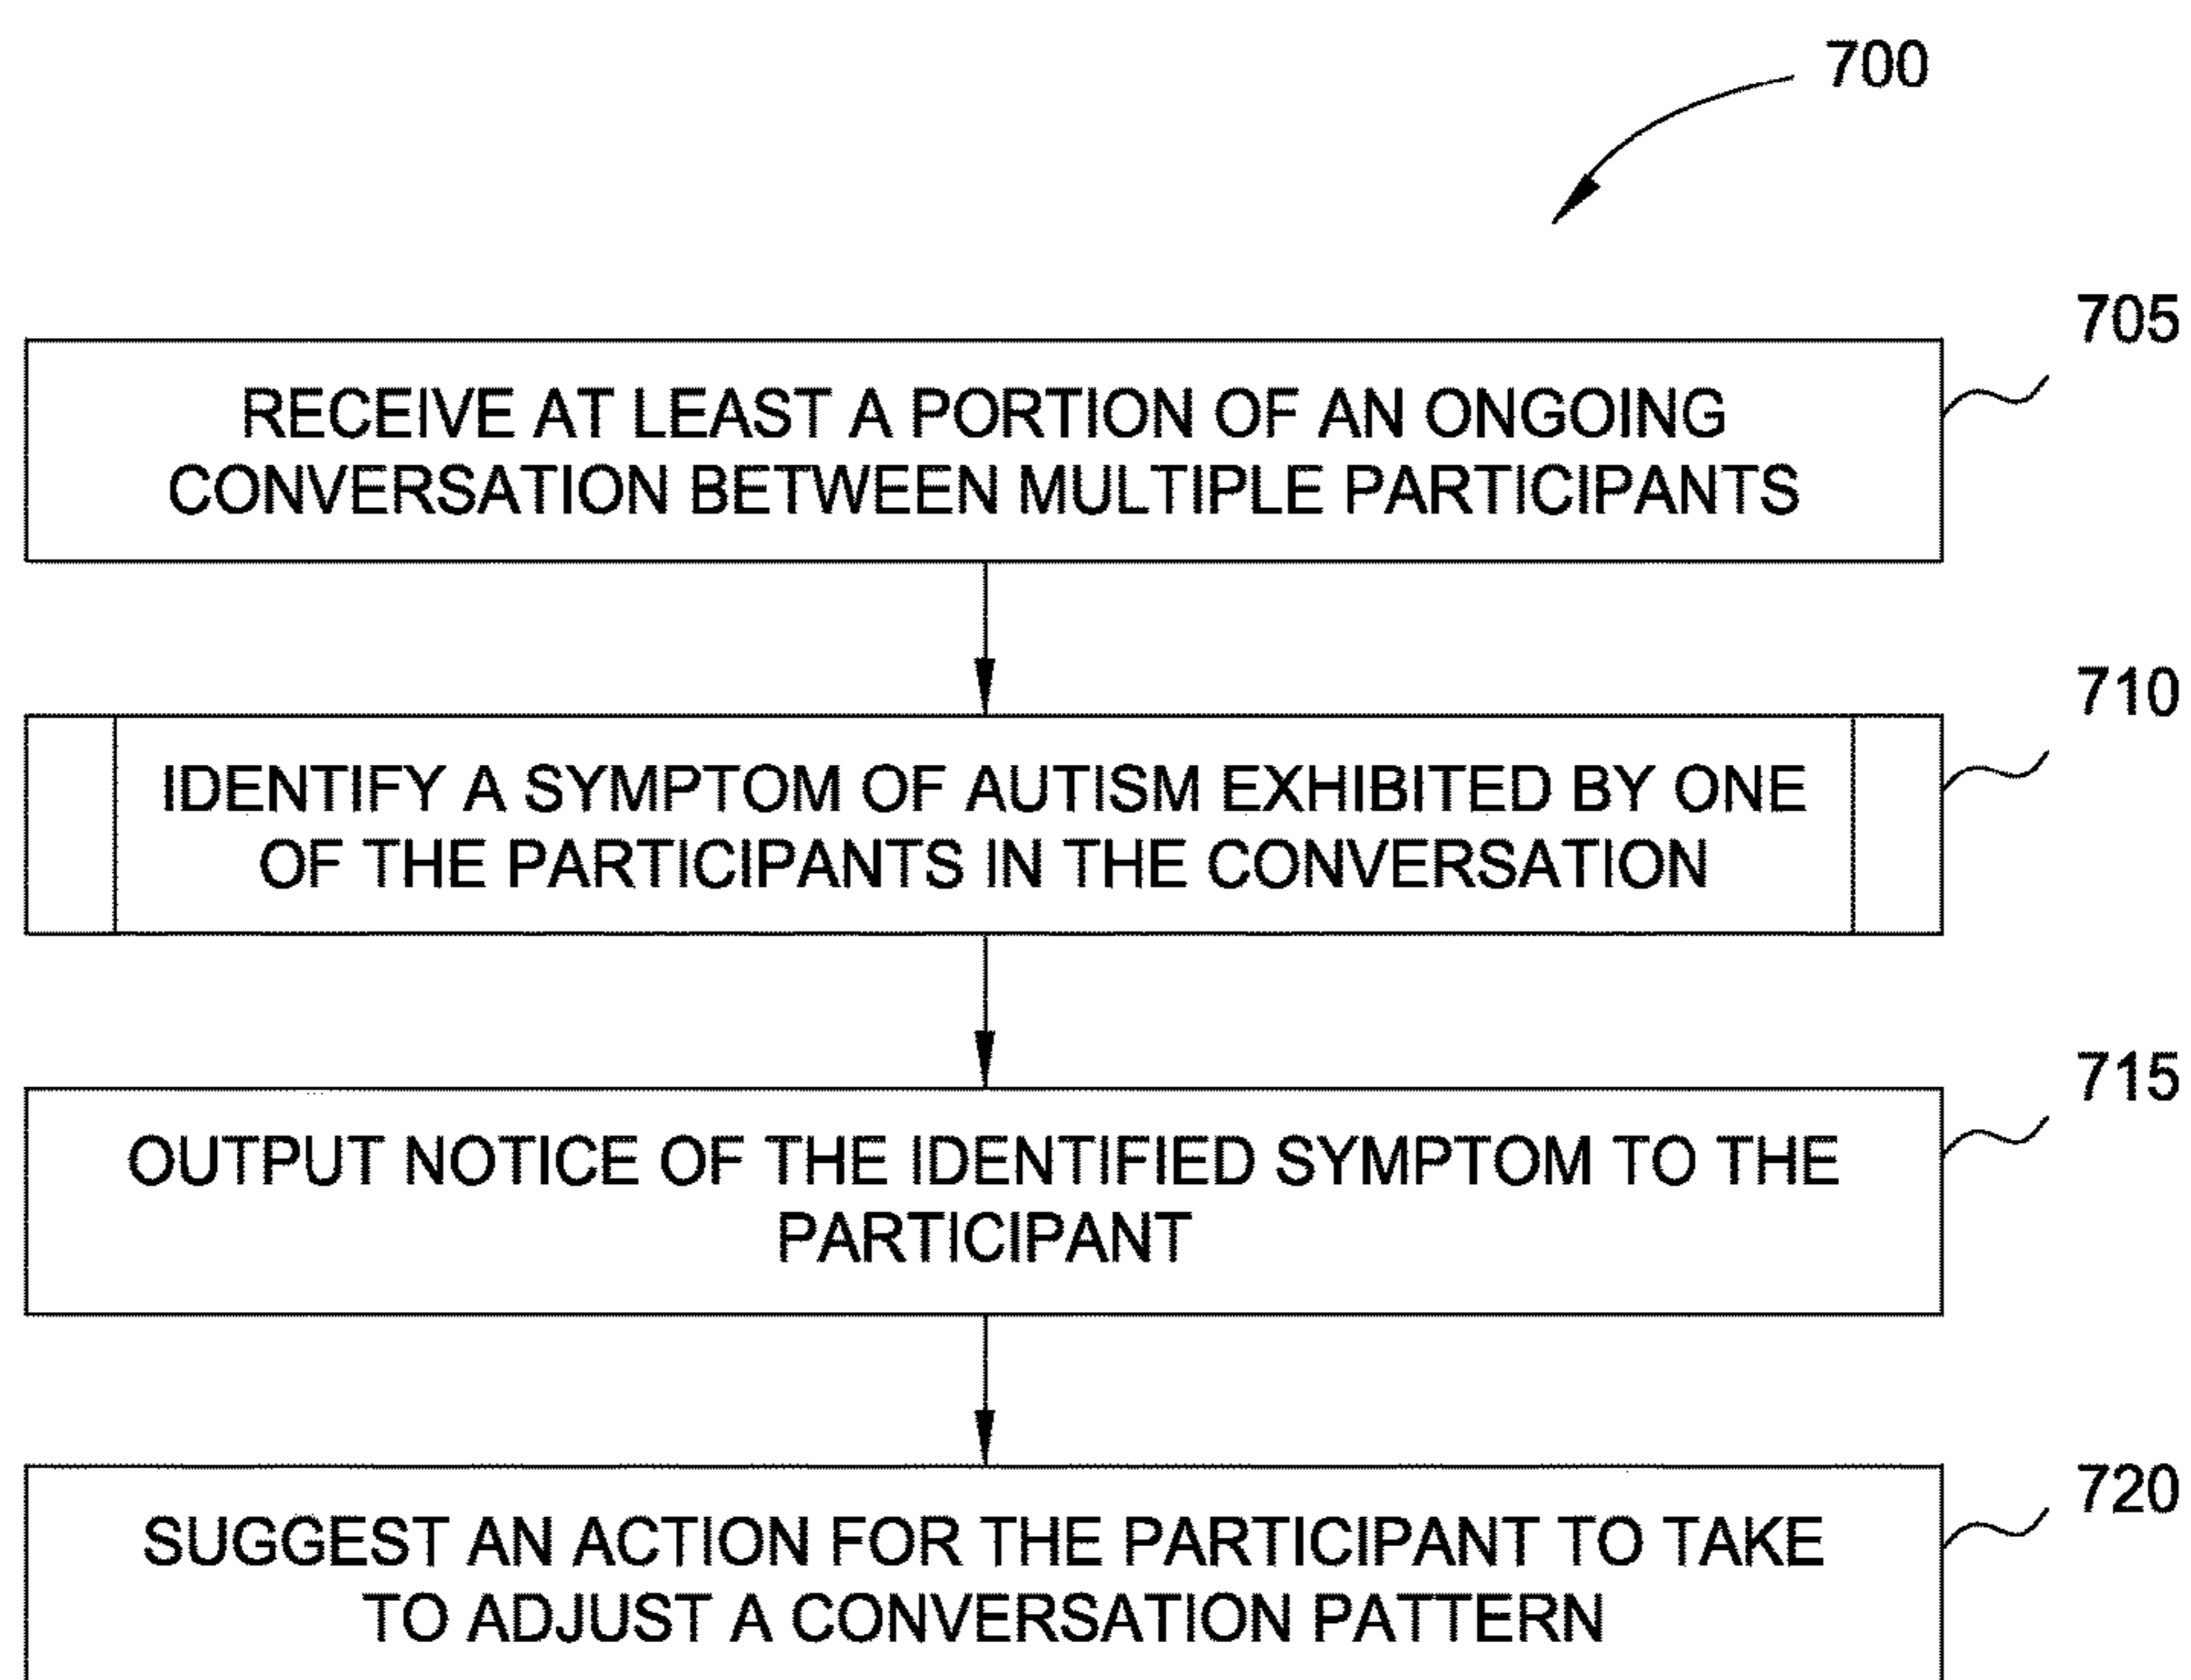 700
705
RECEIVE AT LEAST A PORTION OF AN ONGOING
CONVERSATION BETWEEN MULTIPLE PARTICIPANTS
710
IDENTIFY A SYMPTOM OF AUTISM EXHIBITED BY ONE
OF THE PARTICIPANTS IN THE CONVERSATION
715
OUTPUT NOTICE OF THE IDENTIFIED SYMPTOM TO THE
PARTICIPANT
720
SUGGEST AN ACTION FOR THE PARTICIPANT TO TAKE
TO ADJUST A CONVERSATION PATTERN